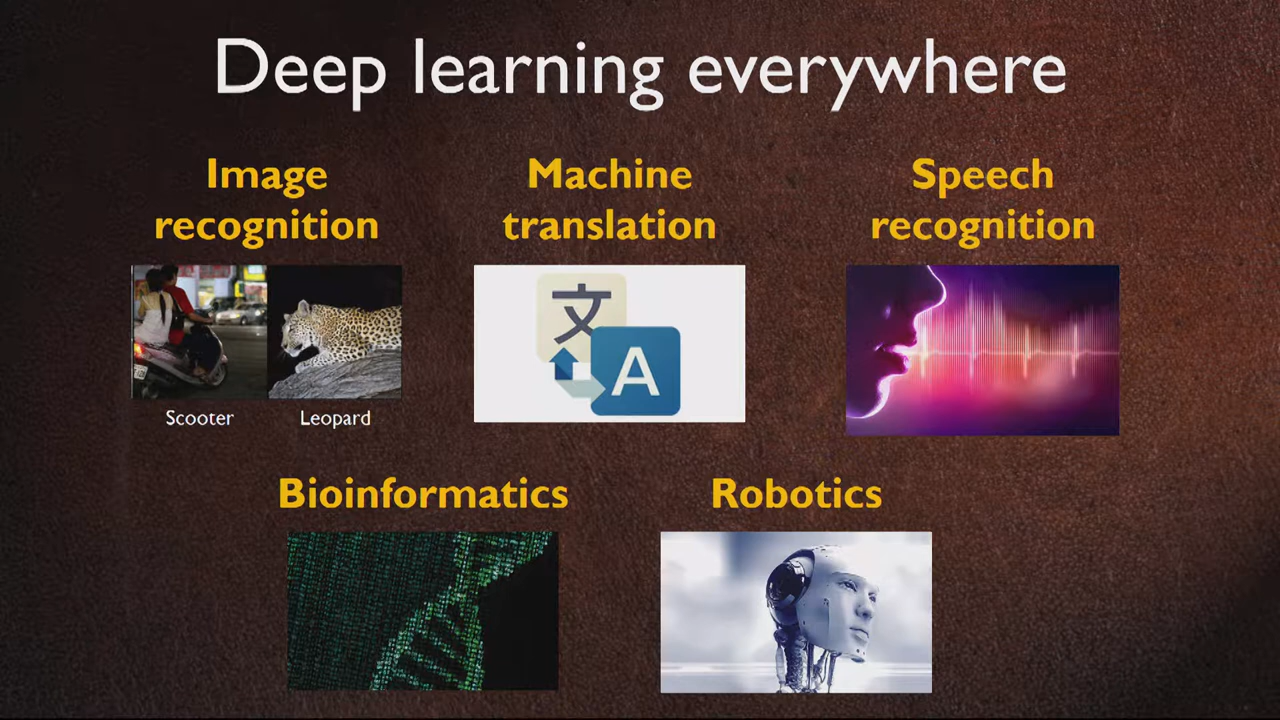 Deep learning everywhere
Image
recognition
Machine
translation
Speech
recognition
Scooter
Leopard
文
A
Bioinformatics
Robotics